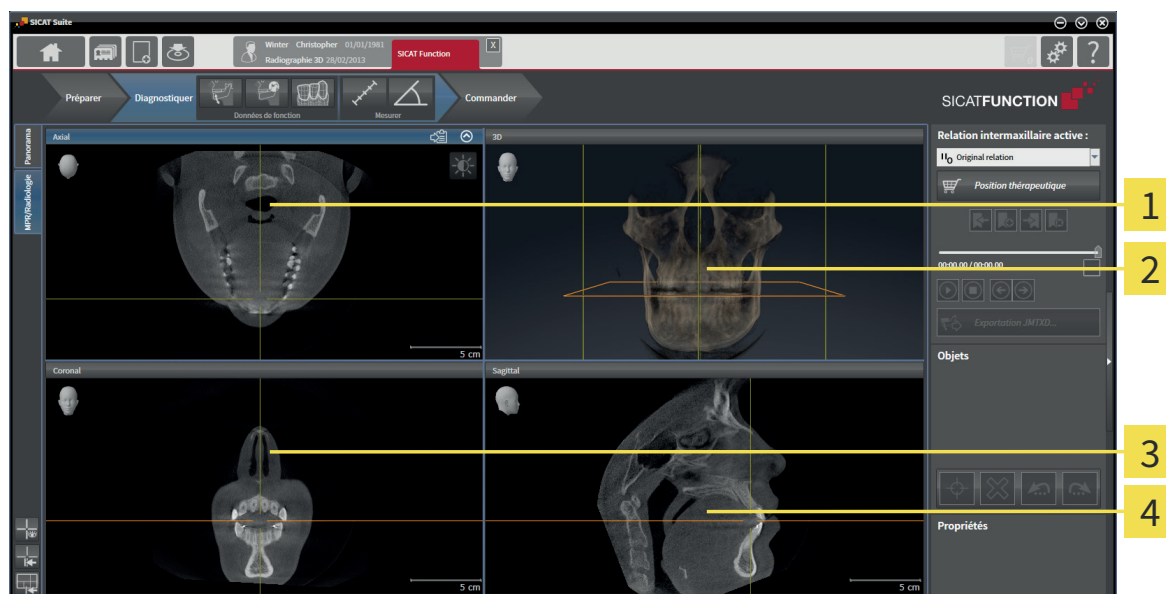 SICAT Suite
Winter Christopher 01/01/1981
Radiographie 3D 28/02/2013
SICAT Function
X
?
Préparer
Diagnostiquer
Données de fonction
Mesurer
Commander
SICATFUNCTION
Panorama
MPR/Radiologie
Axial
5 cm
3D
Coronal
5 cm
Sagittal
5 cm
Relation intermaxillaire active :
Original relation
Position thérapeutique
00:00.00 / 00:00.00
Exportation JMTXD...
Objets
Propriétés
1
2
3
4